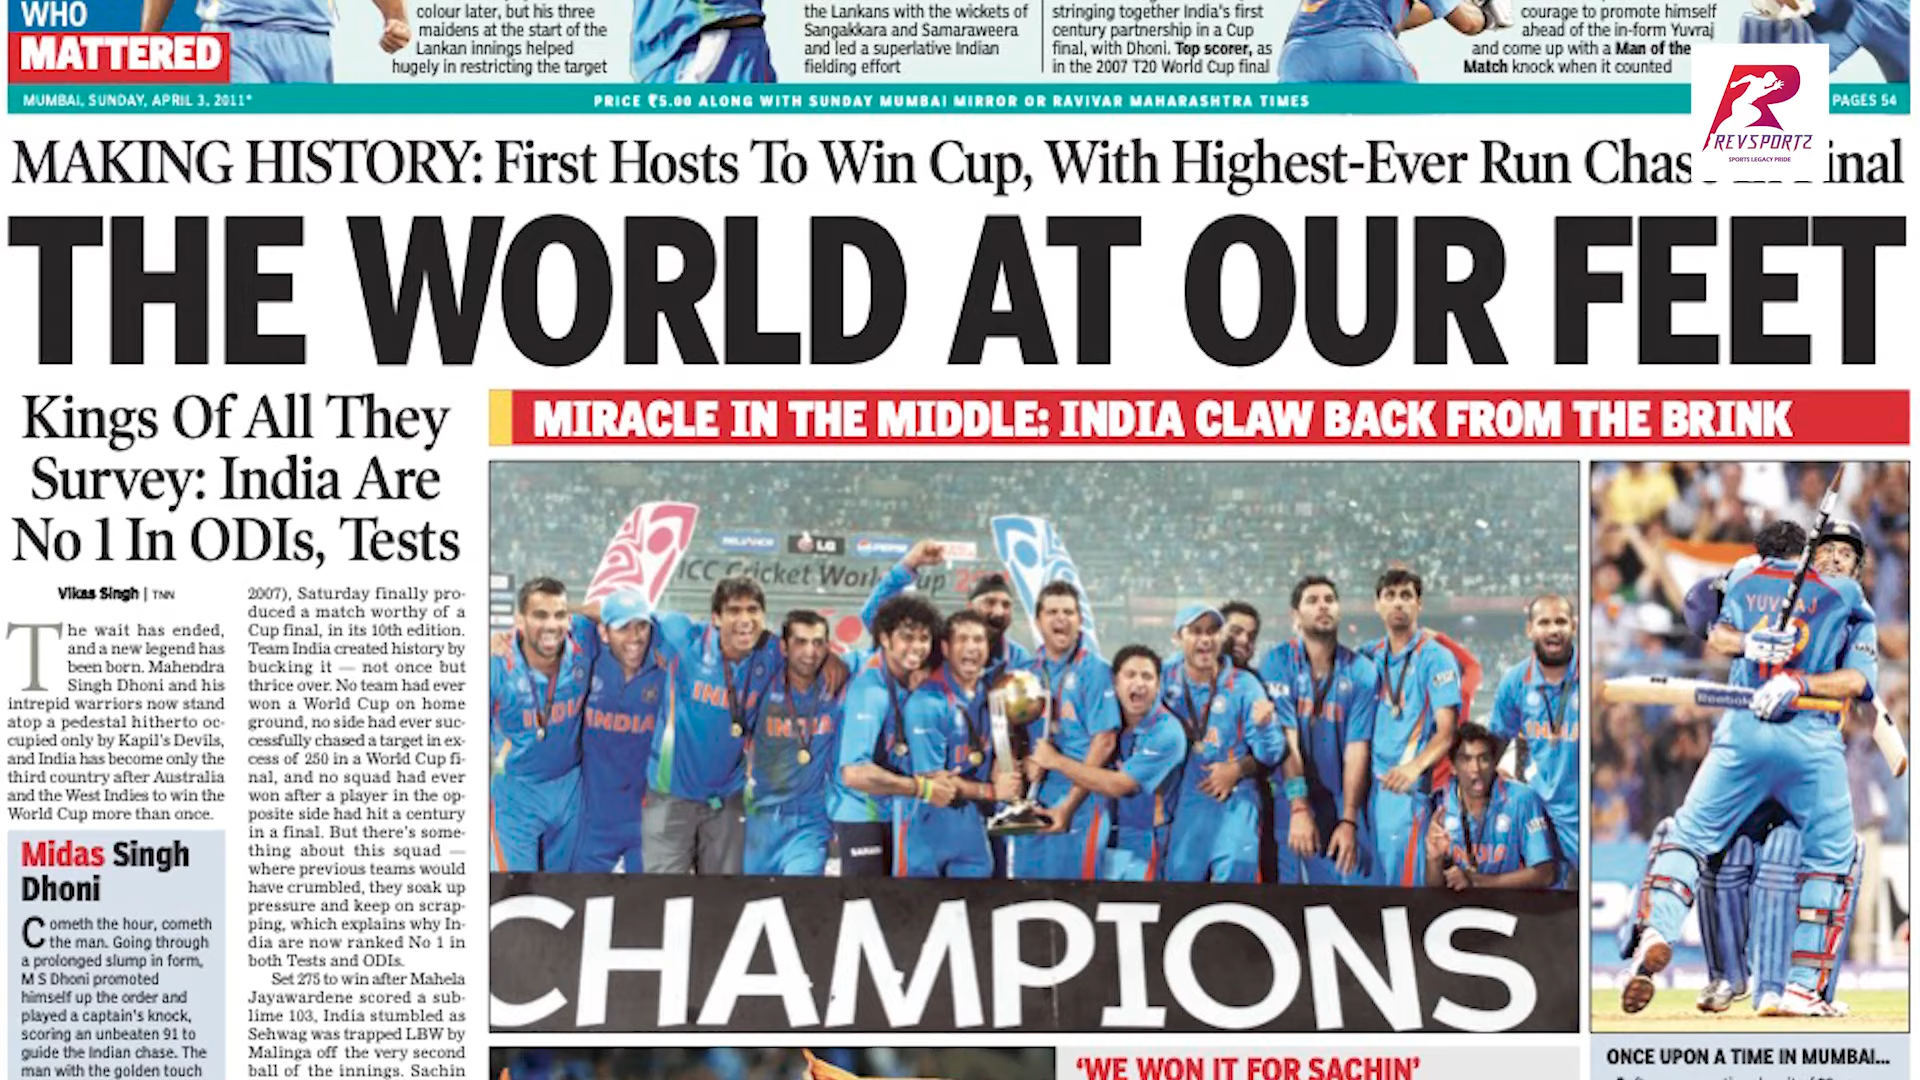 WHO
MATTERED
colour later, but his three
maidens at the start of the
Lankan innings helped
hugely in restricting the target
the Lankans with the wickets of
Sangakkara and Samaraweera
and led a superlative Indian
fielding effort
stringing together India's first
century partnership in a Cup
final, with Dhoni. Top scorer, as
in the 2007 T20 World Cup final
courage to promote himself
ahead of the in-form Yuvraj
and come up with a Man of the
Match knock when it counted
MUMBAI, SUNDAY, APRIL 3, 2011*
PRICE ₹5.00 ALONG WITH SUNDAY MUMBAI MIRROR OR RAVIVAR MAHARASHTRA TIMES
PAGES 54
REVSPORTZ
SPORTS LEGACY PRIDE
MAKING HISTORY: First Hosts To Win Cup, With Highest-Ever Run Chas inal
THE WORLD AT OUR FEET
Kings Of All They
Survey: India Are
No 1 In ODIs, Tests
MIRACLE IN THE MIDDLE: INDIA CLAW BACK FROM THE BRINK
Vikas Singh | TNN
The wait has ended,
and a new legend has
been born. Mahendra
Singh Dhoni and his
intrepid warriors now stand
atop a pedestal hitherto oc-
cupied only by Kapil's Devils,
and India has become only the
third country after Australia
and the West Indies to win the
World Cup more than once.
Midas Singh
Dhoni
Cometh the hour, cometh
the man. Going through
a prolonged slump in form,
M S Dhoni promoted
himself up the order and
played a captain's knock,
scoring an unbeaten 91 to
guide the Indian chase. The
man with the golden touch
2007), Saturday finally pro-
duced a match worthy of a
Cup final, in its 10th edition.
Team India created history by
bucking it — not once but
thrice over. No team had ever
won a World Cup on home
ground, no side had ever suc-
cessfully chased a target in ex-
cess of 250 in a World Cup fi-
nal, and no squad had ever
won after a player in the op-
posite side had hit a century
in a final. But there's some-
thing about this squad —
where previous teams would
have crumbled, they soak up
pressure and keep on scrap-
ping, which explains why In-
dia are now ranked No 1 in
both Tests and ODIs.
Set 275 to win after Mahela
Jayawardene scored a sub-
lime 103, India stumbled as
Sehwag was trapped LBW by
Malinga off the very second
ball of the innings. Sachin
RELIANCE
LG
PEPSI
ICC Cricket World Cup
INDIA
INDIA
INDIA
INDIA
SAHARA
CHAMPIONS
YUVRAJ
Reebok
'WE WON IT FOR SACHIN'
ONCE UPON A TIME IN MUMBAI...